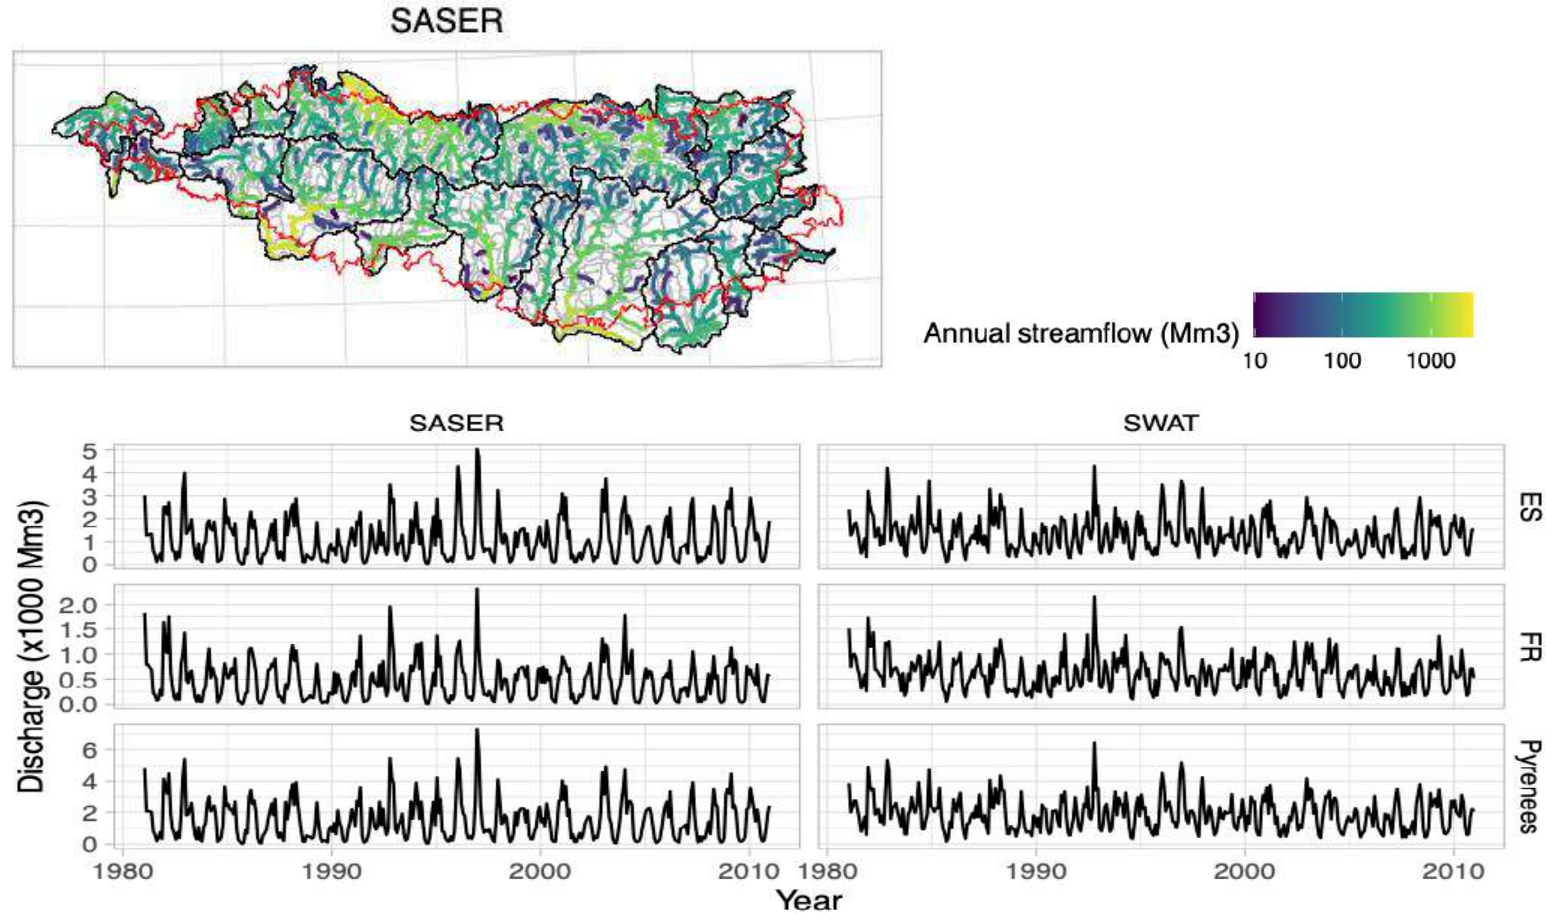 SASER
Annual streamflow (Mm3)
10 100 1000
SASER SWAT
Discharge (x1000 Mm3)
5
4
3
2
1
0
ES
2.0
1.5
1.0
0.5
0.0
FR
6
4
2
0
Pyrenees
1980 1990 2000 2010 1980 1990 2000 2010
Year